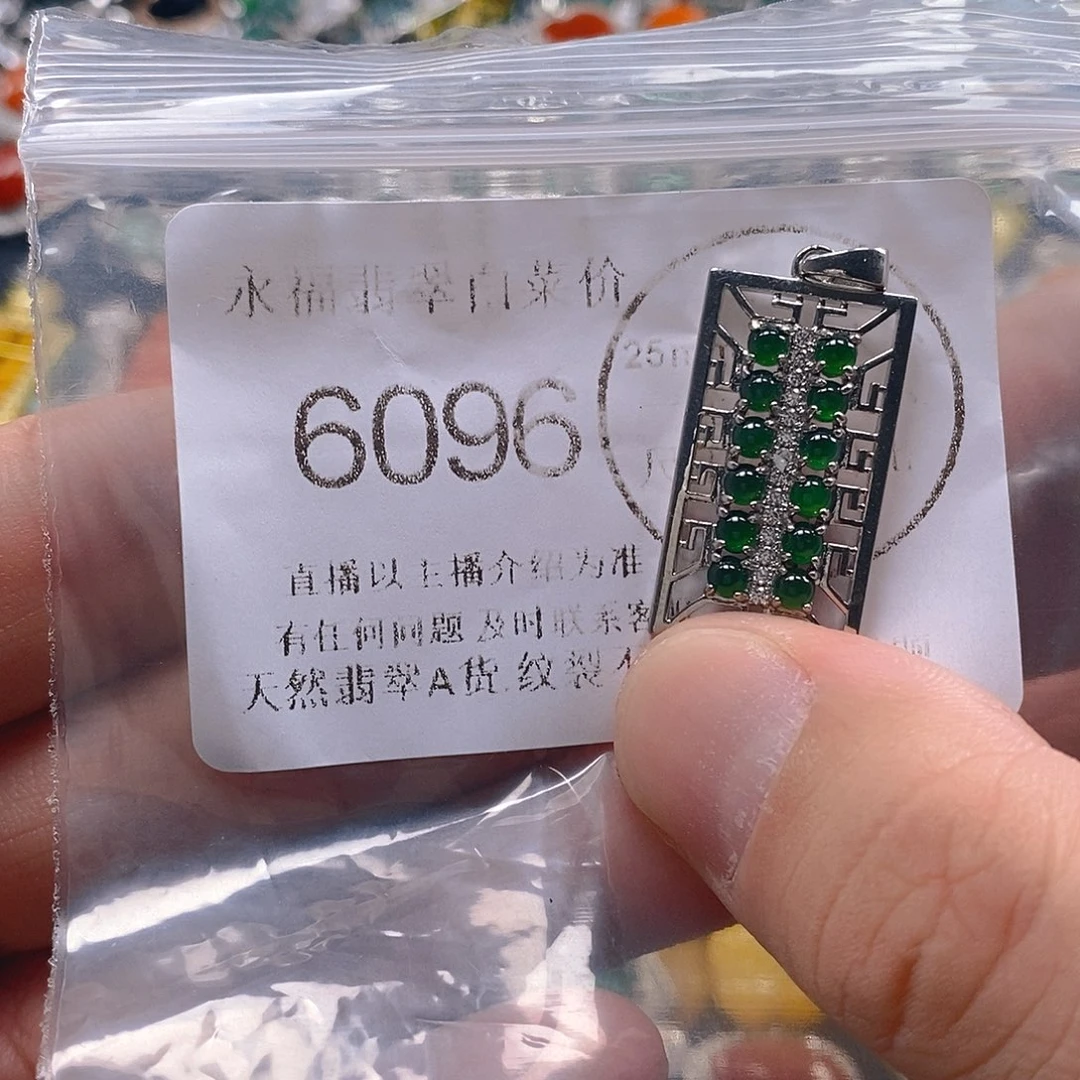 永福翡翠白菜价
25
6096
直播以主播介绍为准
有任何问题 及时联系客
天然翡翠A货 纹裂